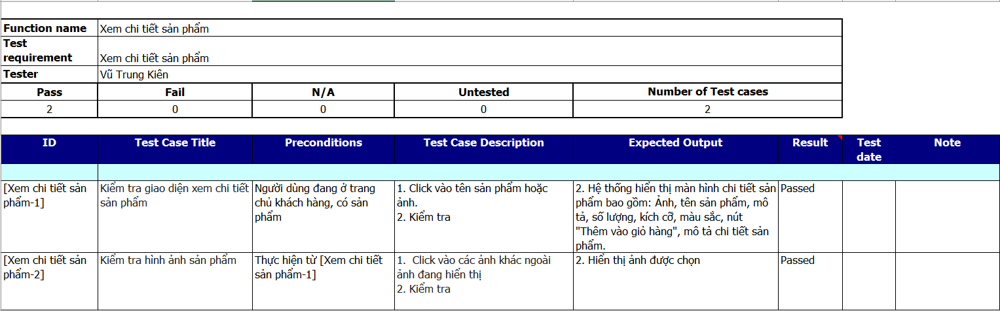 Function name
Xem chi tiết sản phẩm
Test
requirement
Xem chi tiết sản phẩm
Tester
Vũ Trung Kiên
Pass
Fail
N/A
Untested
Number of Test cases
2
0
0
0
2
ID
Test Case Title
Preconditions
Test Case Description
Expected Output
Result
Test
date
Note
[Xem chi tiết sản
phẩm-1]
Kiểm tra giao diện xem chi tiết
sản phẩm
Người dùng đang ở trang
chủ khách hàng, có sản
phẩm
1. Click vào tên sản phẩm hoặc
ảnh.
2. Kiểm tra
2. Hệ thống hiển thị màn hình chi tiết sản
phẩm bao gồm: Ảnh, tên sản phẩm, mô
tả, số lượng, kích cỡ, màu sắc, nút
"Thêm vào giỏ hàng", mô tả chi tiết sản
phẩm.
Passed
[Xem chi tiết sản
phẩm-2]
Kiểm tra hình ảnh sản phẩm
Thực hiện từ [Xem chi tiết
sản phẩm-1]
1. Click vào các ảnh khác ngoài
ảnh đang hiển thị
2. Kiểm tra
2. Hiển thị ảnh được chọn
Passed